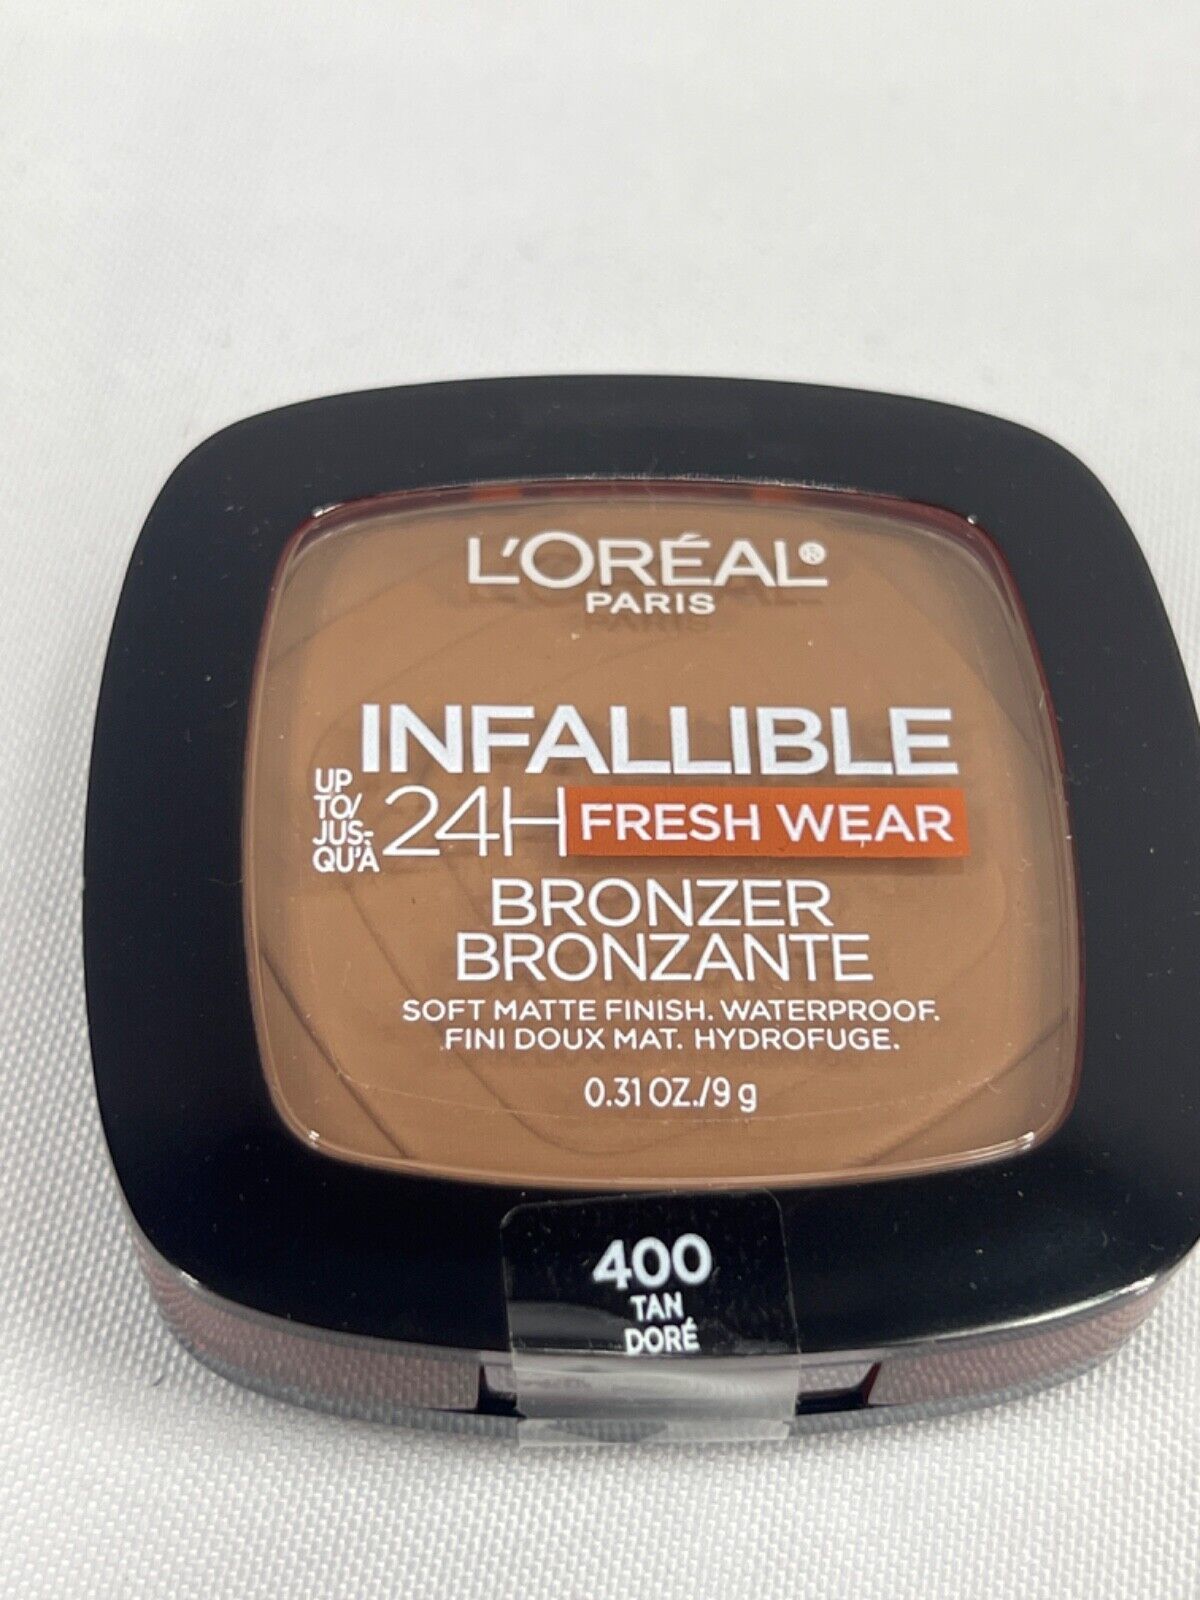 L'ORÉAL®
PARIS
INFALLIBLE
UP
TO/
JUS-
QU'À
24H FRESH WEAR
BRONZER
BRONZANTE
SOFT MATTE FINISH. WATERPROOF.
FINI DOUX MAT. HYDROFUGE.
0.31 OZ./9 g
400
TAN
DORÉ